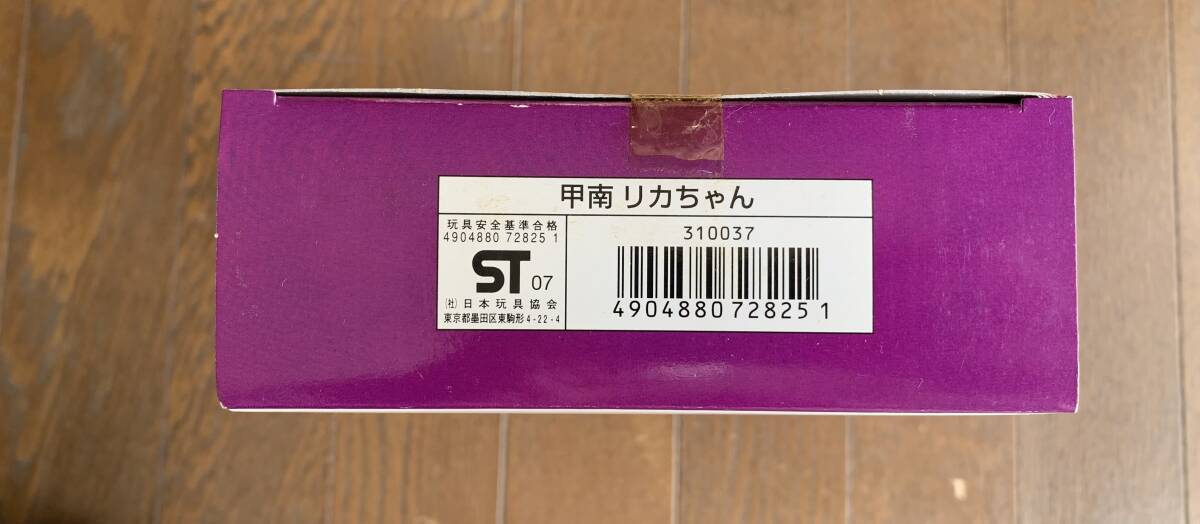 甲南 リカちゃん
玩具安全基準合格
4904880 72825 1
ST 07
(社)日本玩具協会
東京都墨田区東駒形4-22-4
310037
4904880 72825 1